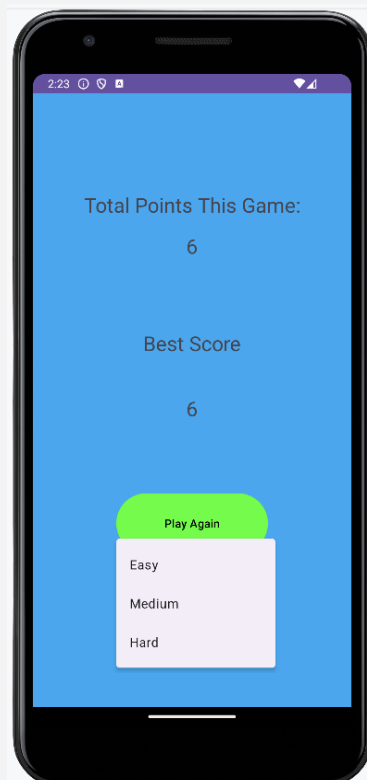 2:23
Total Points This Game:
6
Best Score
6
Play Again
Easy
Medium
Hard